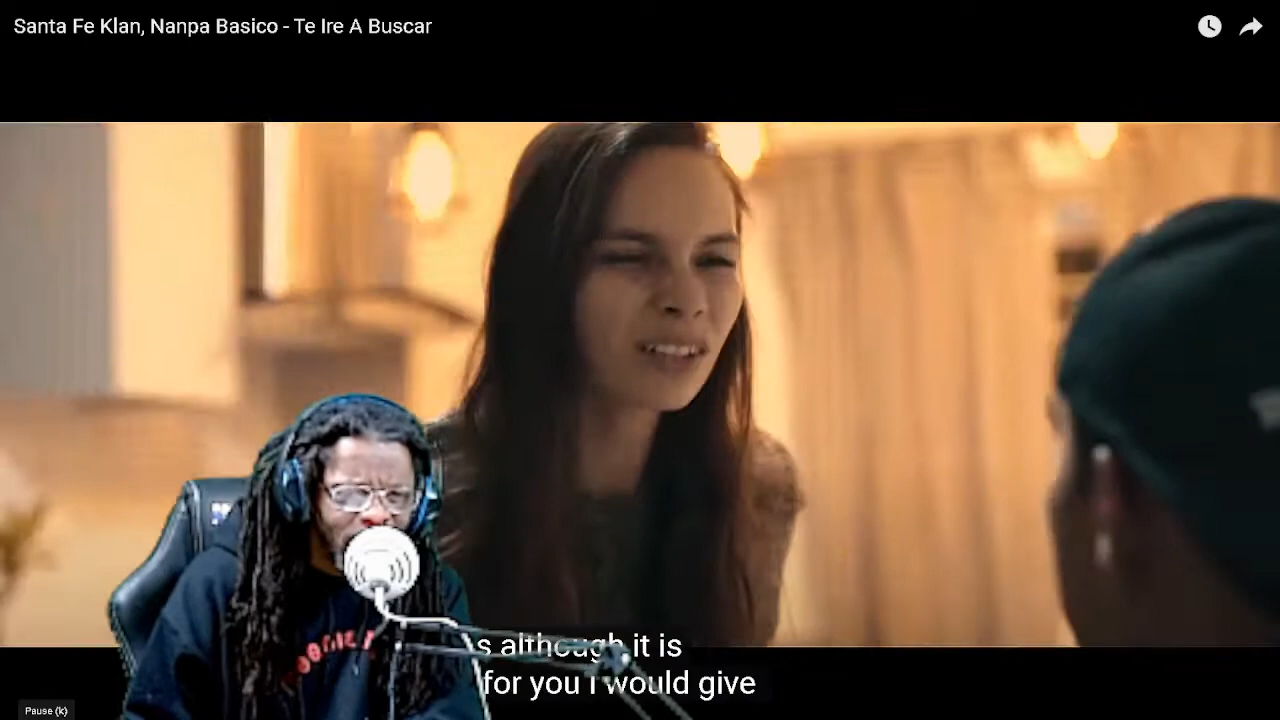 Santa Fe Klan, Nanpa Basico - Te Ire A Buscar
s although it is
for you I would give
Pause (k)